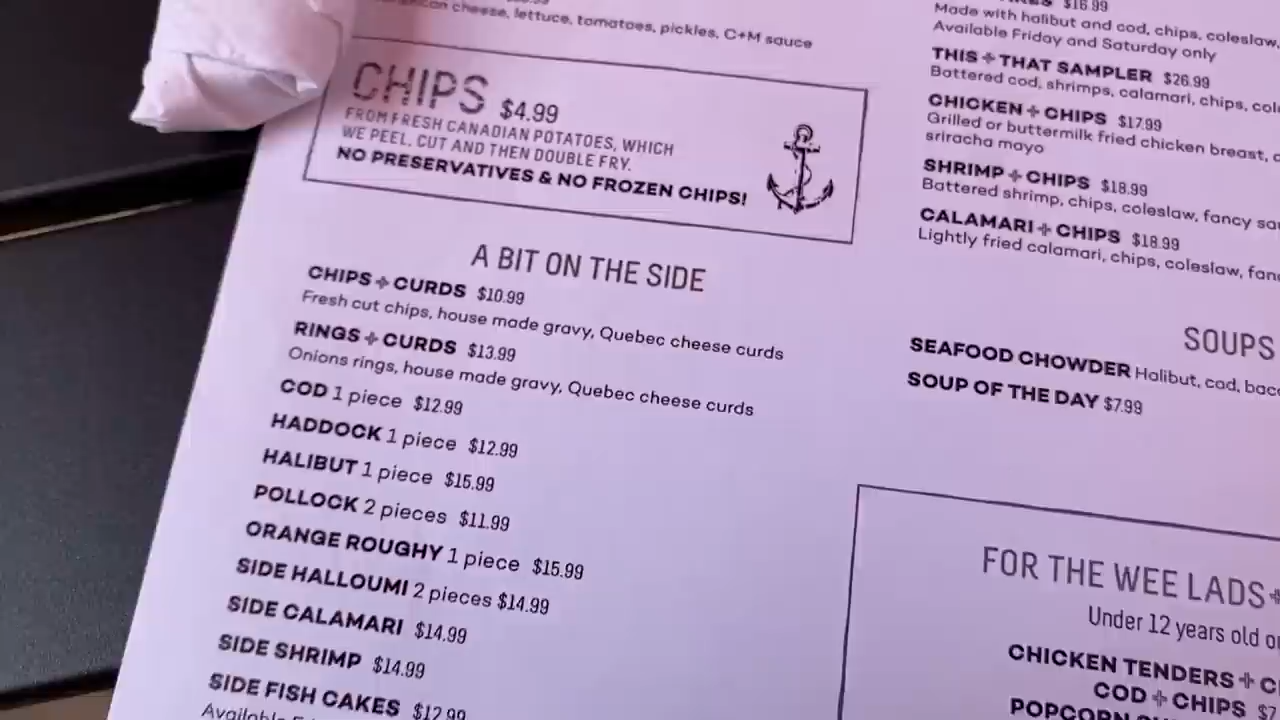 cheese, lettuce, tomatoes, pickles, C+M sauce
CHIPS $4.99
FROM FRESH CANADIAN POTATOES, WHICH
WE PEEL, CUT AND THEN DOUBLE FRY.
NO PRESERVATIVES & NO FROZEN CHIPS!
A BIT ON THE SIDE
CHIPS + CURDS $10.99
Fresh cut chips, house made gravy, Quebec cheese curds
RINGS + CURDS $13.99
Onions rings, house made gravy, Quebec cheese curds
COD 1 piece $12.99
HADDOCK 1 piece $12.99
HALIBUT 1 piece $15.99
POLLOCK 2 pieces $11.99
ORANGE ROUGHY 1 piece $15.99
SIDE HALLOUMI 2 pieces $14.99
SIDE CALAMARI $14.99
SIDE SHRIMP $14.99
SIDE FISH CAKES $12.99
Available
$16.99
Made with halibut and cod, chips, coleslaw,
Available Friday and Saturday only
THIS + THAT SAMPLER $26.99
Battered cod, shrimps, calamari, chips,
CHICKEN + CHIPS $17.99
Grilled or buttermilk fried chicken breast,
sriracha mayo
SHRIMP + CHIPS $18.99
Battered shrimp, chips, coleslaw, fancy
CALAMARI + CHIPS $18.99
Lightly fried calamari, chips, coleslaw,
SOUPS
SEAFOOD CHOWDER Halibut, cod,
SOUP OF THE DAY $7.99
FOR THE WEE LADS +
Under 12 years old
CHICKEN TENDERS +
COD + CHIPS
POPCORN